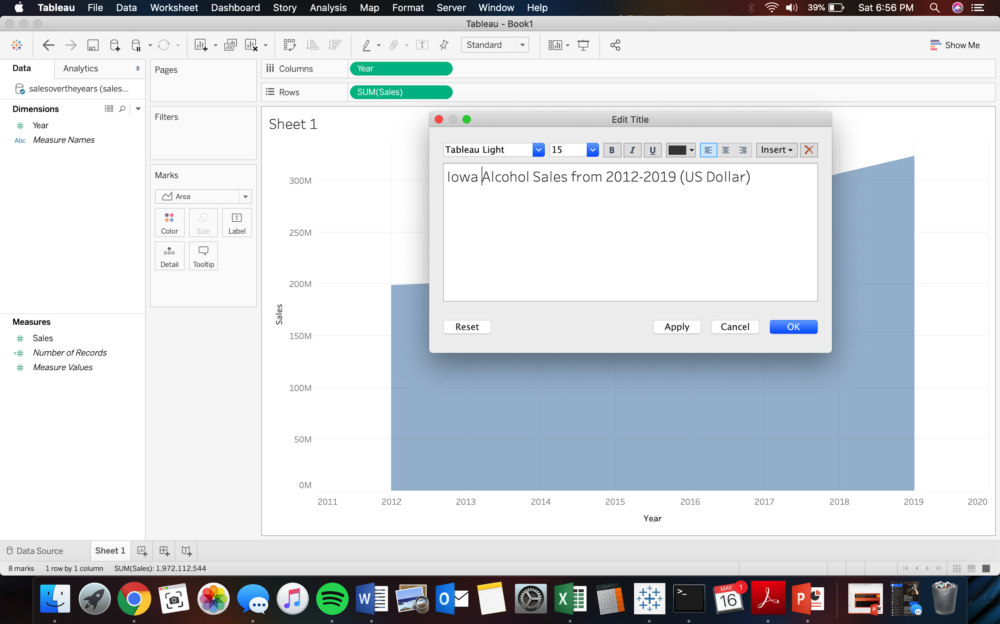 Tableau File Data Worksheet Dashboard Story Analysis Map Format Server Window Help 39% Sat 6:56 PM
Tableau - Book1
Standard Show Me
Data Analytics
salesovertheyears (sales...
Dimensions
Year
Abc Measure Names
Measures
Sales
Number of Records
Measure Values
Pages
Filters
Marks
Area
Color Size Label
Detail Tooltip
Columns Year
Rows SUM(Sales)
Sheet 1
Edit Title
Tableau Light 15 B I U Insert
Iowa Alcohol Sales from 2012-2019 (US Dollar)
Reset Apply Cancel OK
300M
250M
200M
150M
100M
50M
0M
Sales
2011 2012 2013 2014 2015 2016 2017 2018 2019 2020
Year
Data Source Sheet 1
8 marks 1 row by 1 column SUM(Sales): 1,972,112,544
3.141593
MAY 1
16